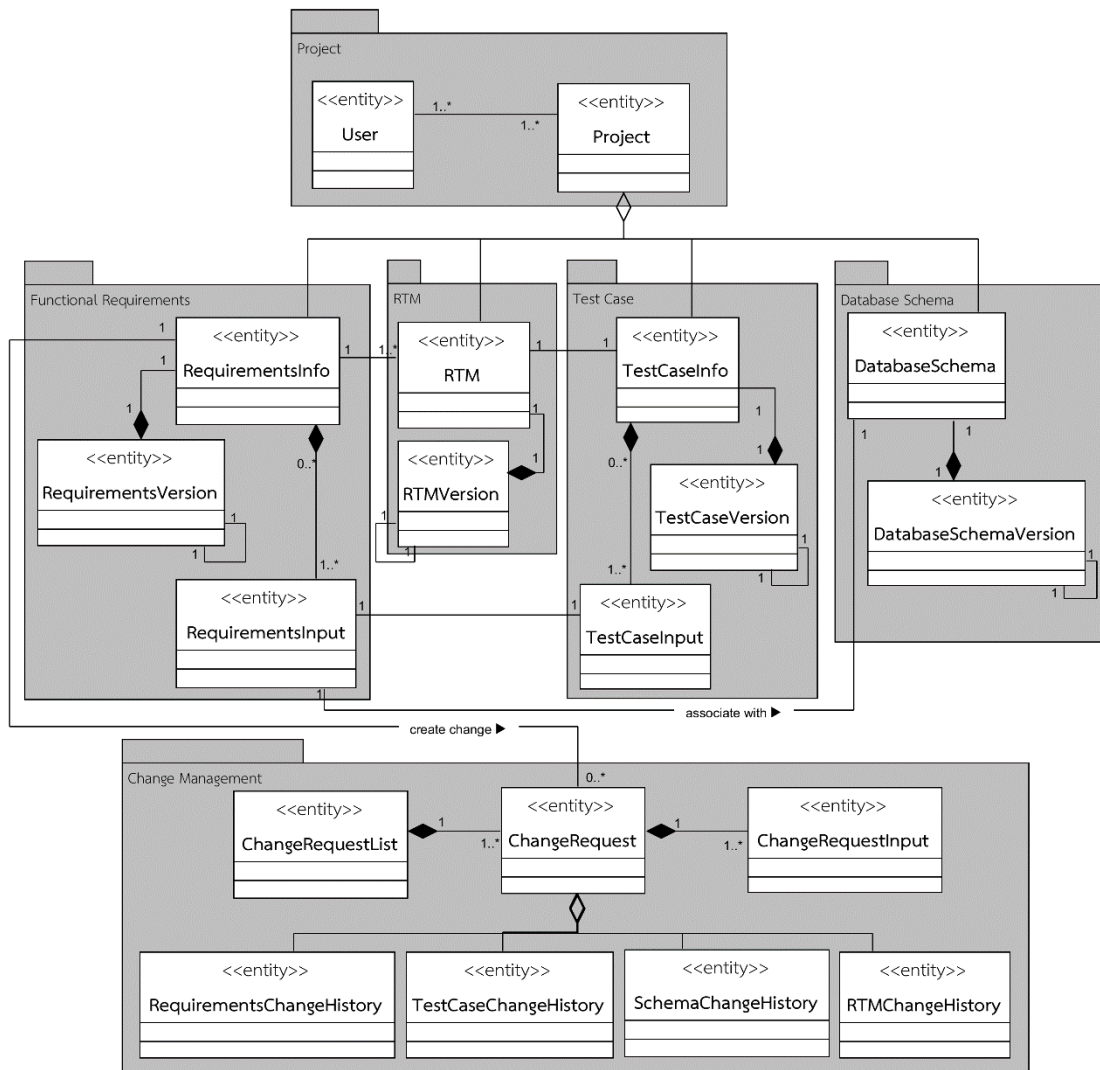 Project
<<entity>>
User
1..*
1..*
<<entity>>
Project
Functional Requirements
1
<<entity>>
RequirementsInfo
1
1
1
1..*
0..*
<<entity>>
RequirementsVersion
1
1
1..*
<<entity>>
RequirementsInput
1
1
RTM
<<entity>>
RTM
1
1
1
<<entity>>
RTMVersion
1
1
Test Case
1
<<entity>>
TestCaseInfo
1
1
0..*
<<entity>>
TestCaseVersion
1
1
1..*
1
<<entity>>
TestCaseInput
Database Schema
<<entity>>
DatabaseSchema
1
1
1
<<entity>>
DatabaseSchemaVersion
1
1
associate with ▶
create change ▶
Change Management
0..*
<<entity>>
ChangeRequestList
1
1..*
<<entity>>
ChangeRequest
1
1..*
<<entity>>
ChangeRequestInput
<<entity>>
RequirementsChangeHistory
<<entity>>
TestCaseChangeHistory
<<entity>>
SchemaChangeHistory
<<entity>>
RTMChangeHistory